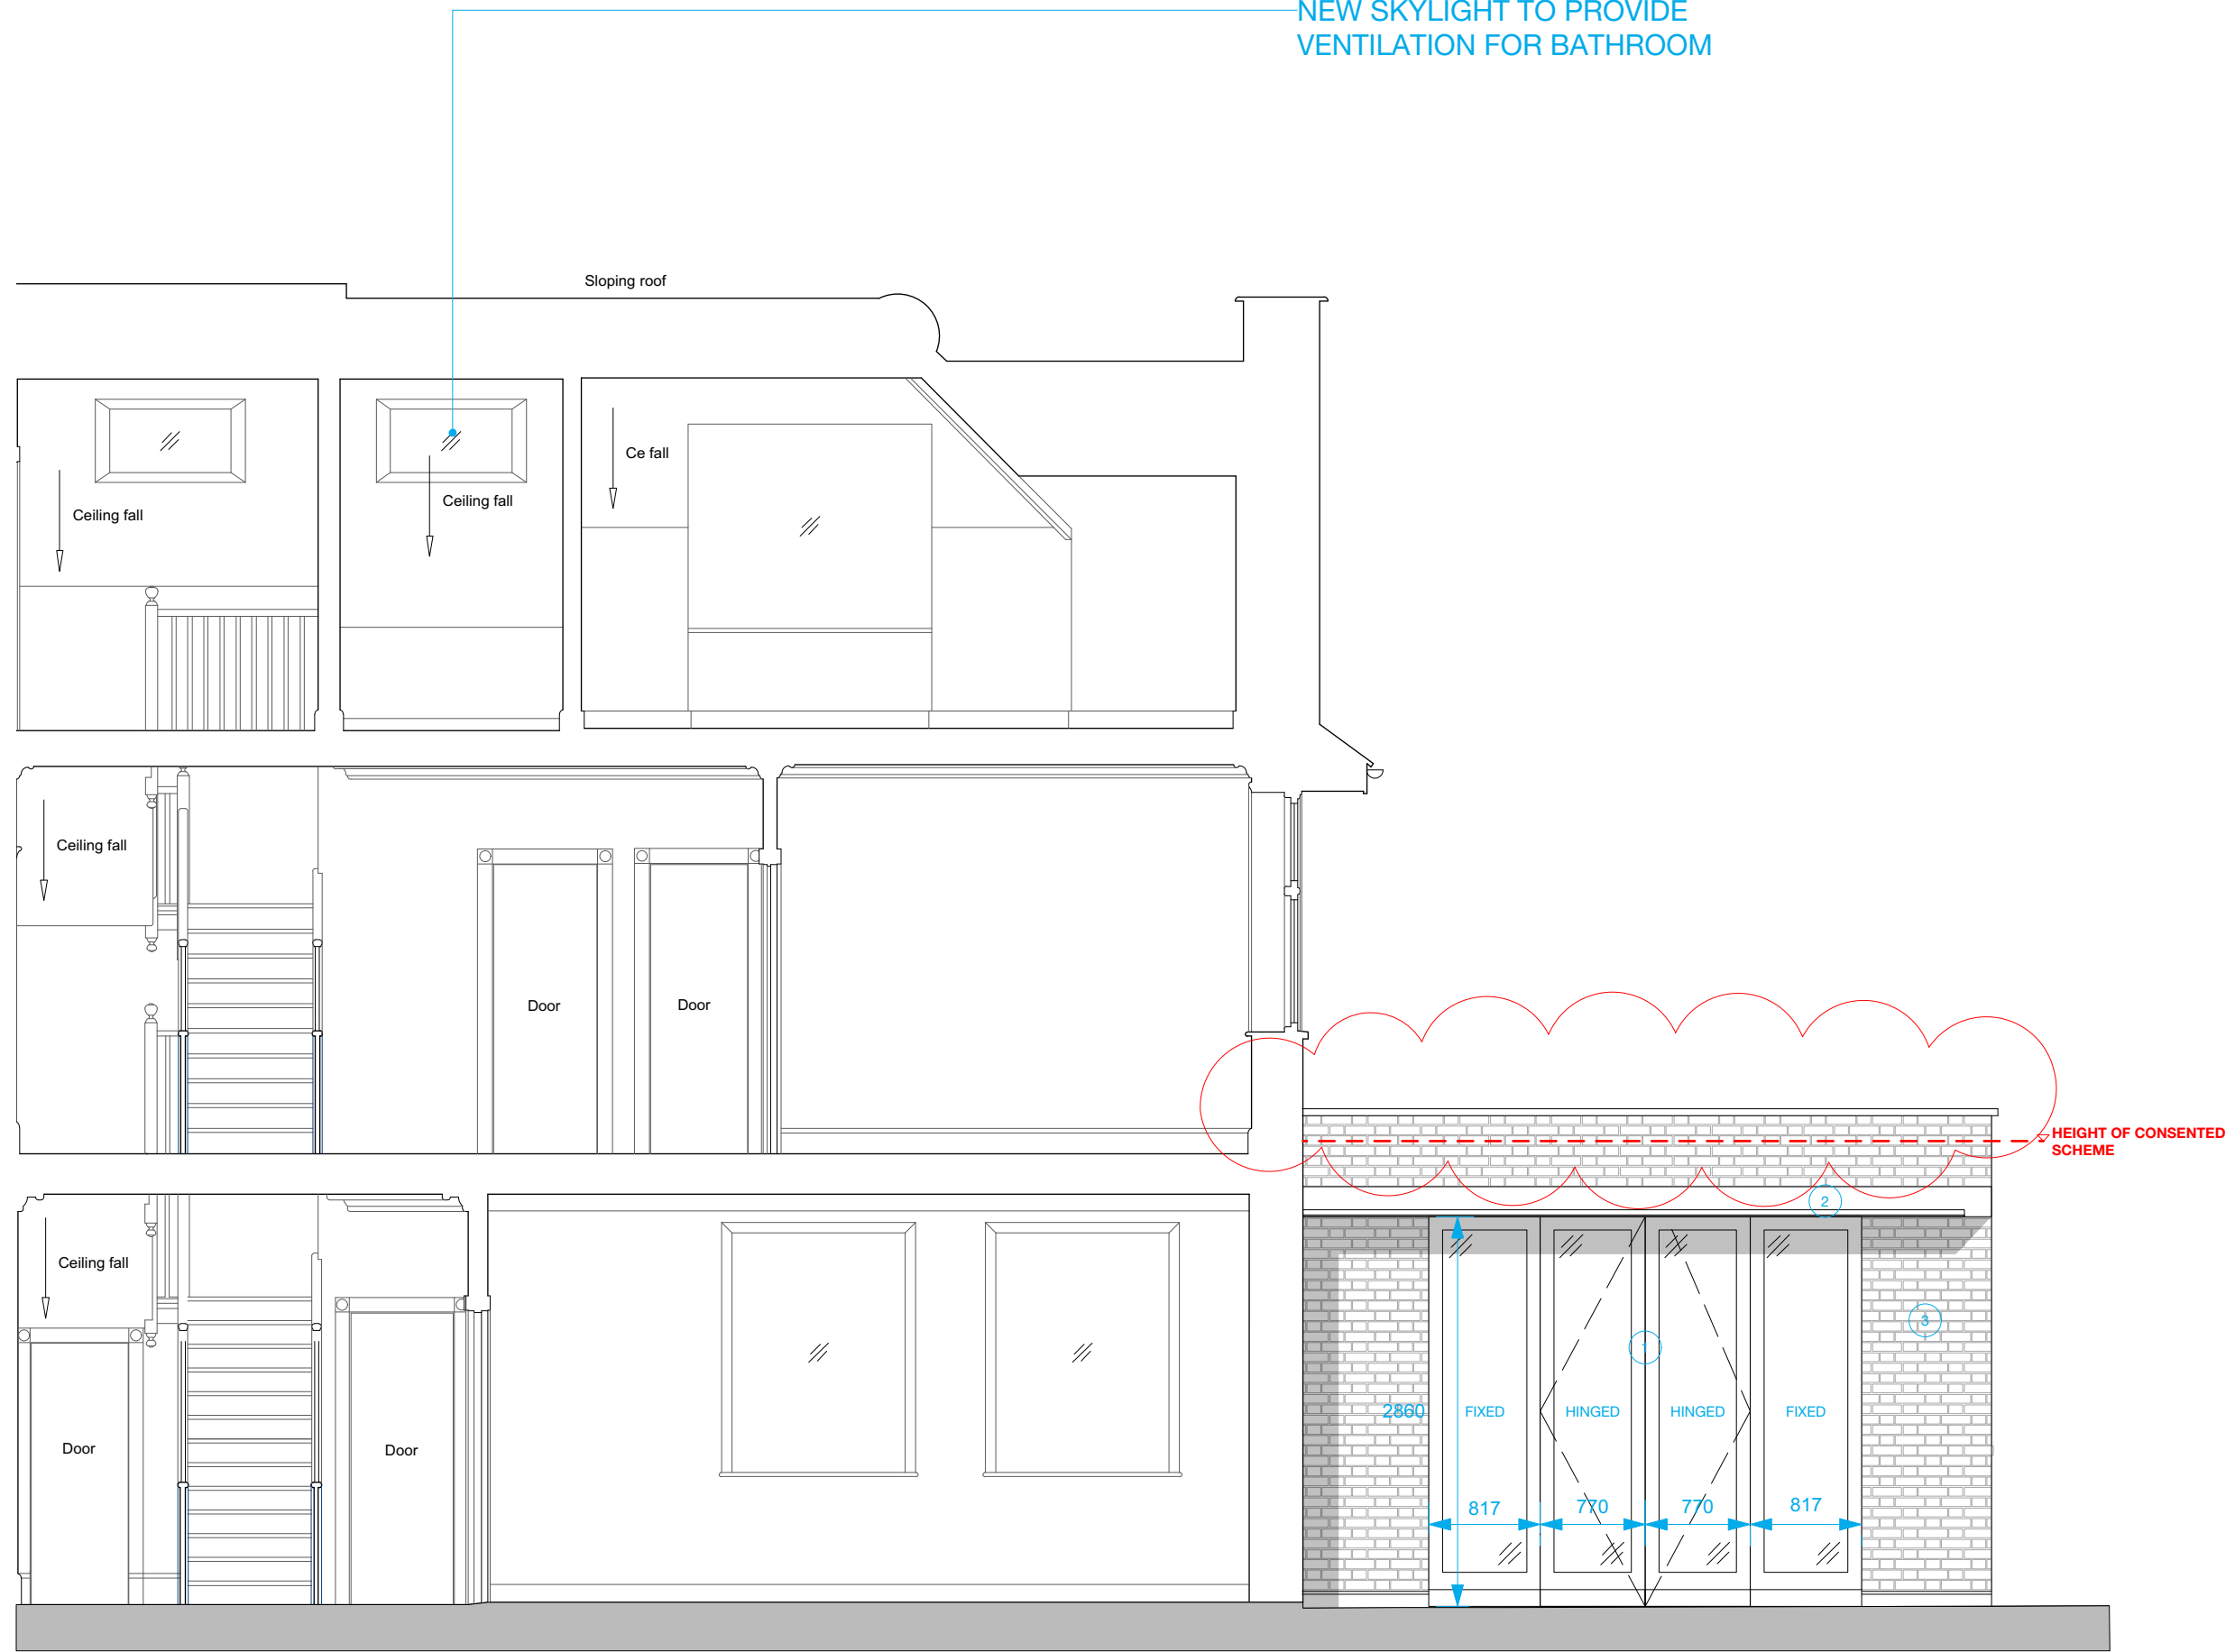 NEW SKYLIGHT TO PROVIDE
VENTILATION FOR BATHROOM
Sloping roof
Ceiling fall
Ceiling fall
Ce fall
Ceiling fall
Door
Door
HEIGHT OF CONSENTED
SCHEME
2
Ceiling fall
3
1
Door
Door
2860
FIXED
HINGED
HINGED
FIXED
817
770
770
817